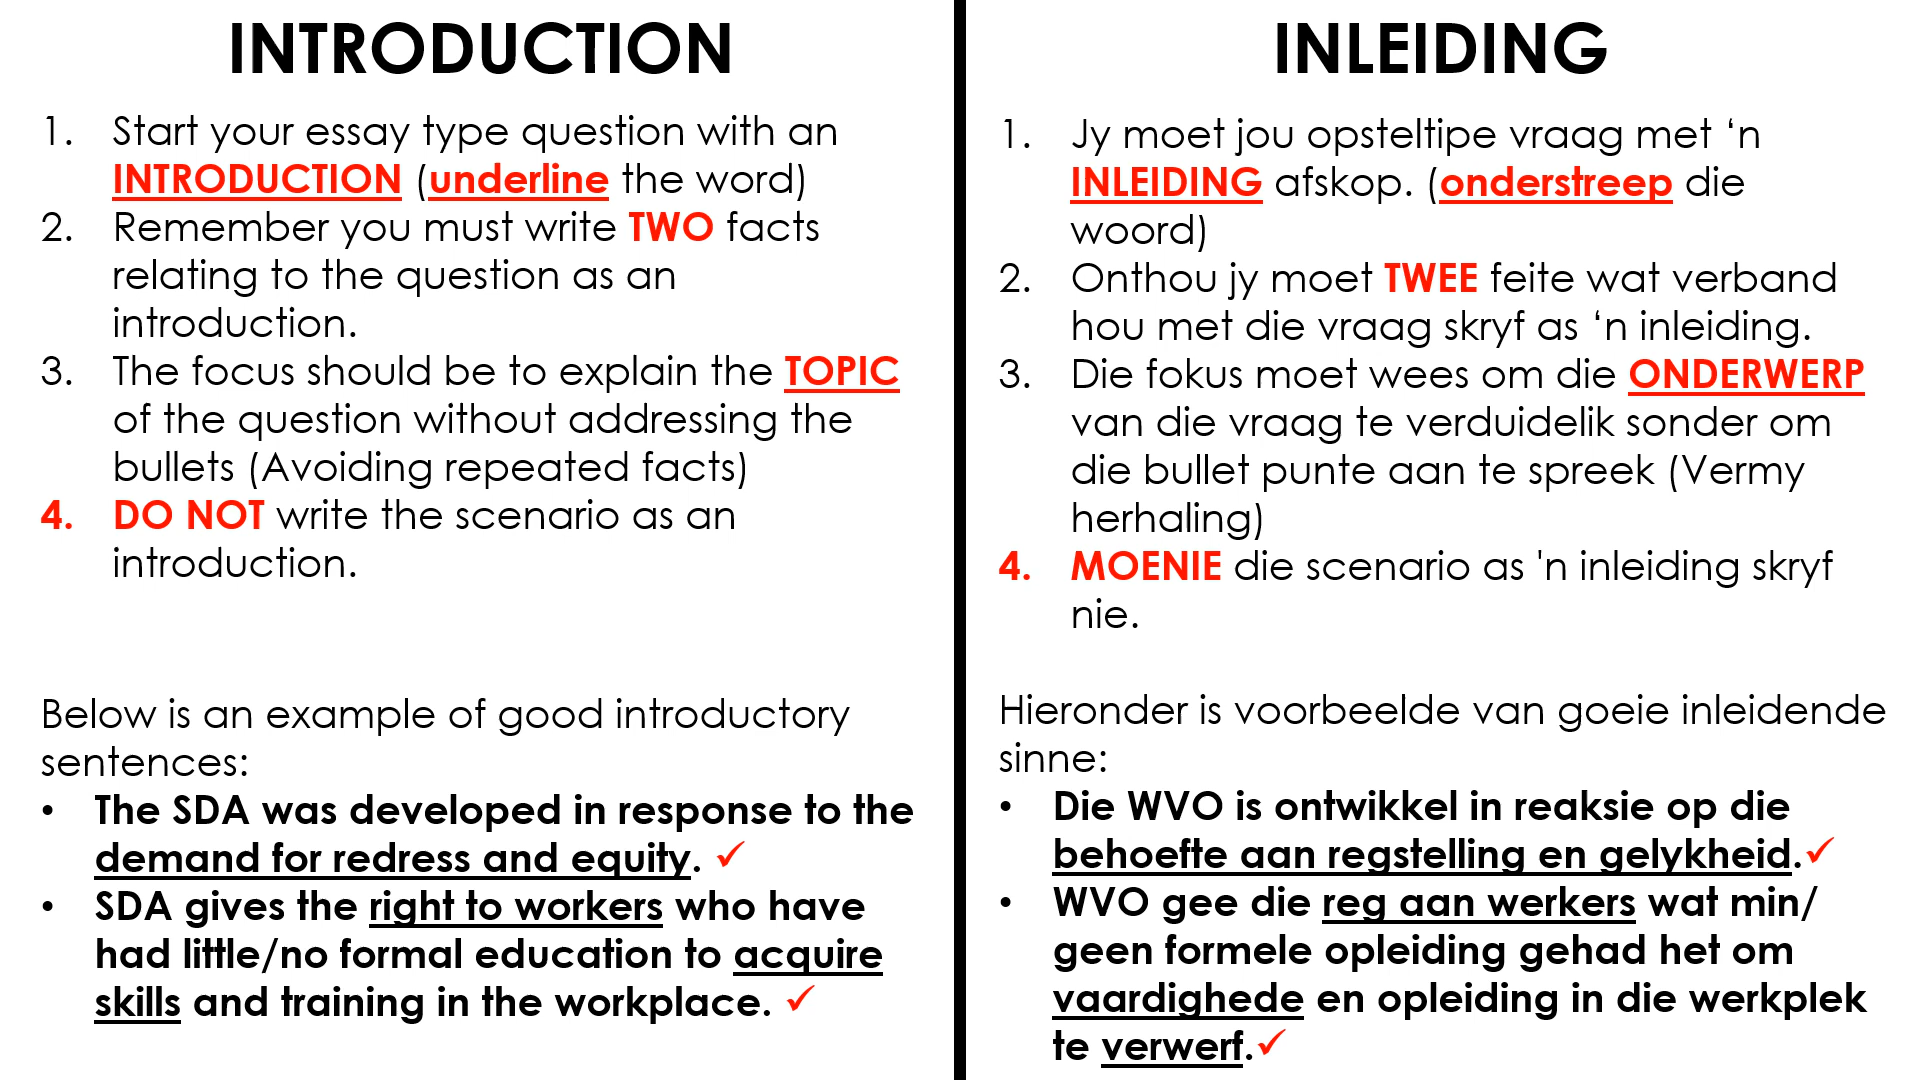 INTRODUCTION
1. Start your essay type question with an
INTRODUCTION (underline the word)
2. Remember you must write TWO facts
relating to the question as an
introduction.
3. The focus should be to explain the TOPIC
of the question without addressing the
bullets (Avoiding repeated facts)
4. DO NOT write the scenario as an
introduction.
Below is an example of good introductory
sentences:
• The SDA was developed in response to the
demand for redress and equity. ✓
• SDA gives the right to workers who have
had little/no formal education to acquire
skills and training in the workplace. ✓
INLEIDING
1. Jy moet jou opsteltipe vraag met ‘n
INLEIDING afskop. (onderstreep die
woord)
2. Onthou jy moet TWEE feite wat verband
hou met die vraag skryf as ‘n inleiding.
3. Die fokus moet wees om die ONDERWERP
van die vraag te verduidelik sonder om
die bullet punte aan te spreek (Vermy
herhaling)
4. MOENIE die scenario as 'n inleiding skryf
nie.
Hieronder is voorbeelde van goeie inleidende
sinne:
• Die WVO is ontwikkel in reaksie op die
behoefte aan regstelling en gelykheid.✓
• WVO gee die reg aan werkers wat min/
geen formele opleiding gehad het om
vaardighede en opleiding in die werkplek
te verwerf.✓